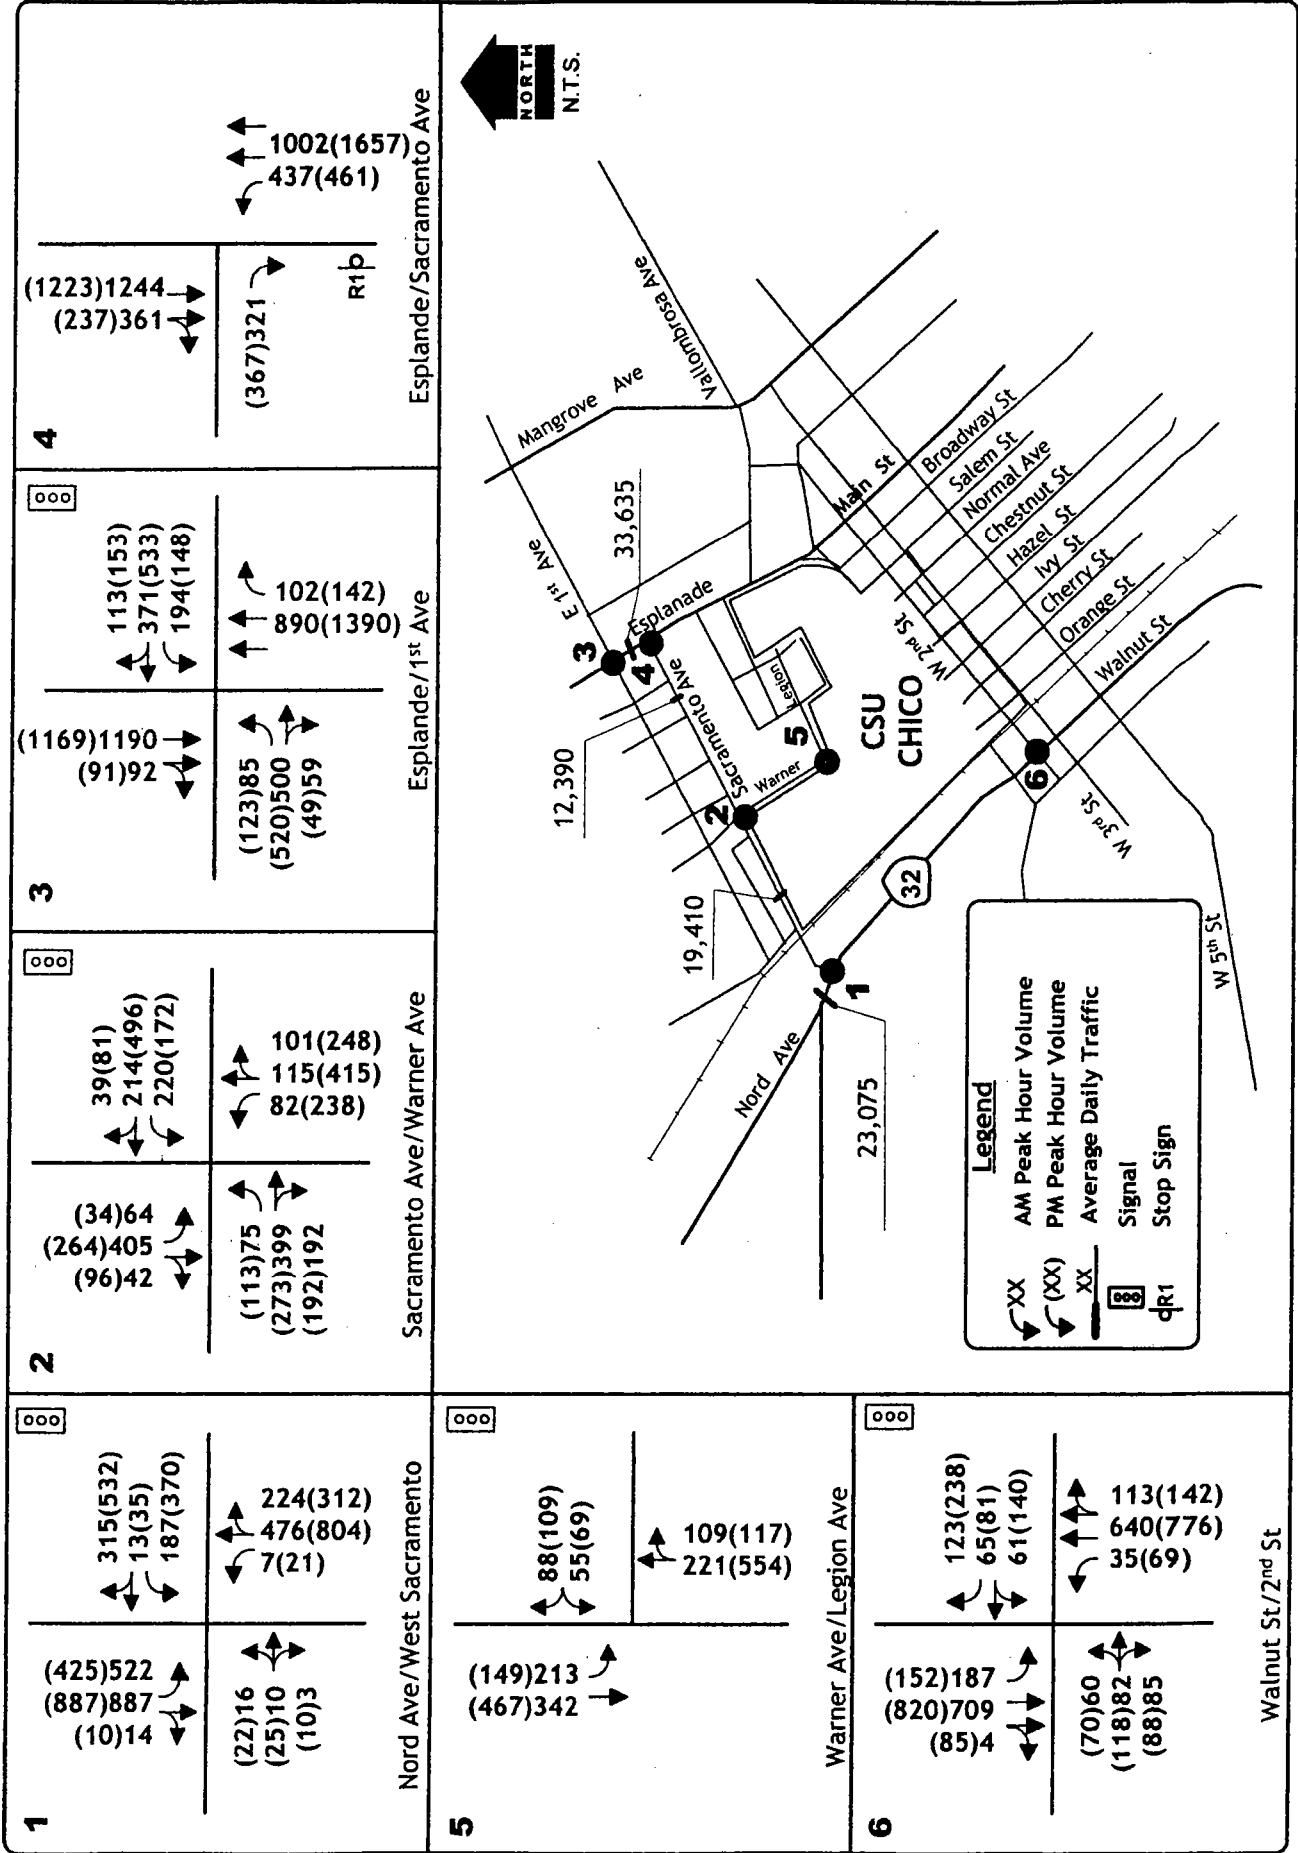 1
(425)522
(887)887
(10)14
315(532)
13(35)
187(370)
(22)16
(25)10
(10)3
224(312)
476(804)
7(21)
Nord Ave/West Sacramento
2
(34)64
(264)405
(96)42
39(81)
214(496)
220(172)
(113)75
(273)399
(192)192
101(248)
115(415)
82(238)
Sacramento Ave/Warner Ave
3
(1169)1190
(91)92
113(153)
371(533)
194(148)
(123)85
(520)500
(49)59
102(142)
890(1390)
Esplande/1st Ave
4
(1223)1244
(237)361
(367)321
R1
1002(1657)
437(461)
Esplande/Sacramento Ave
5
(149)213
(467)342
88(109)
55(69)
109(117)
221(554)
Warner Ave/Legion Ave
6
(152)187
(820)709
(85)4
123(238)
65(81)
61(140)
(70)60
(118)82
(88)85
113(142)
640(776)
35(69)
Walnut St/2nd St
NORTH
N.T.S.
Mangrove Ave
Vallombrosa Ave
E 1st Ave
33,635
3
4
Esplanade
12,390
Sacramento Ave
2
Warner
Legion
5
19,410
1
Nord Ave
23,075
32
CSU
CHICO
Main St
Broadway St
Salem St
Normal Ave
Chestnut St
Hazel St
Ivy St
Cherry St
Orange St
Walnut St
W 2nd St
6
W 3rd St
W 5th St
Legend
XX AM Peak Hour Volume
(XX) PM Peak Hour Volume
XX Average Daily Traffic
Signal
R1 Stop Sign